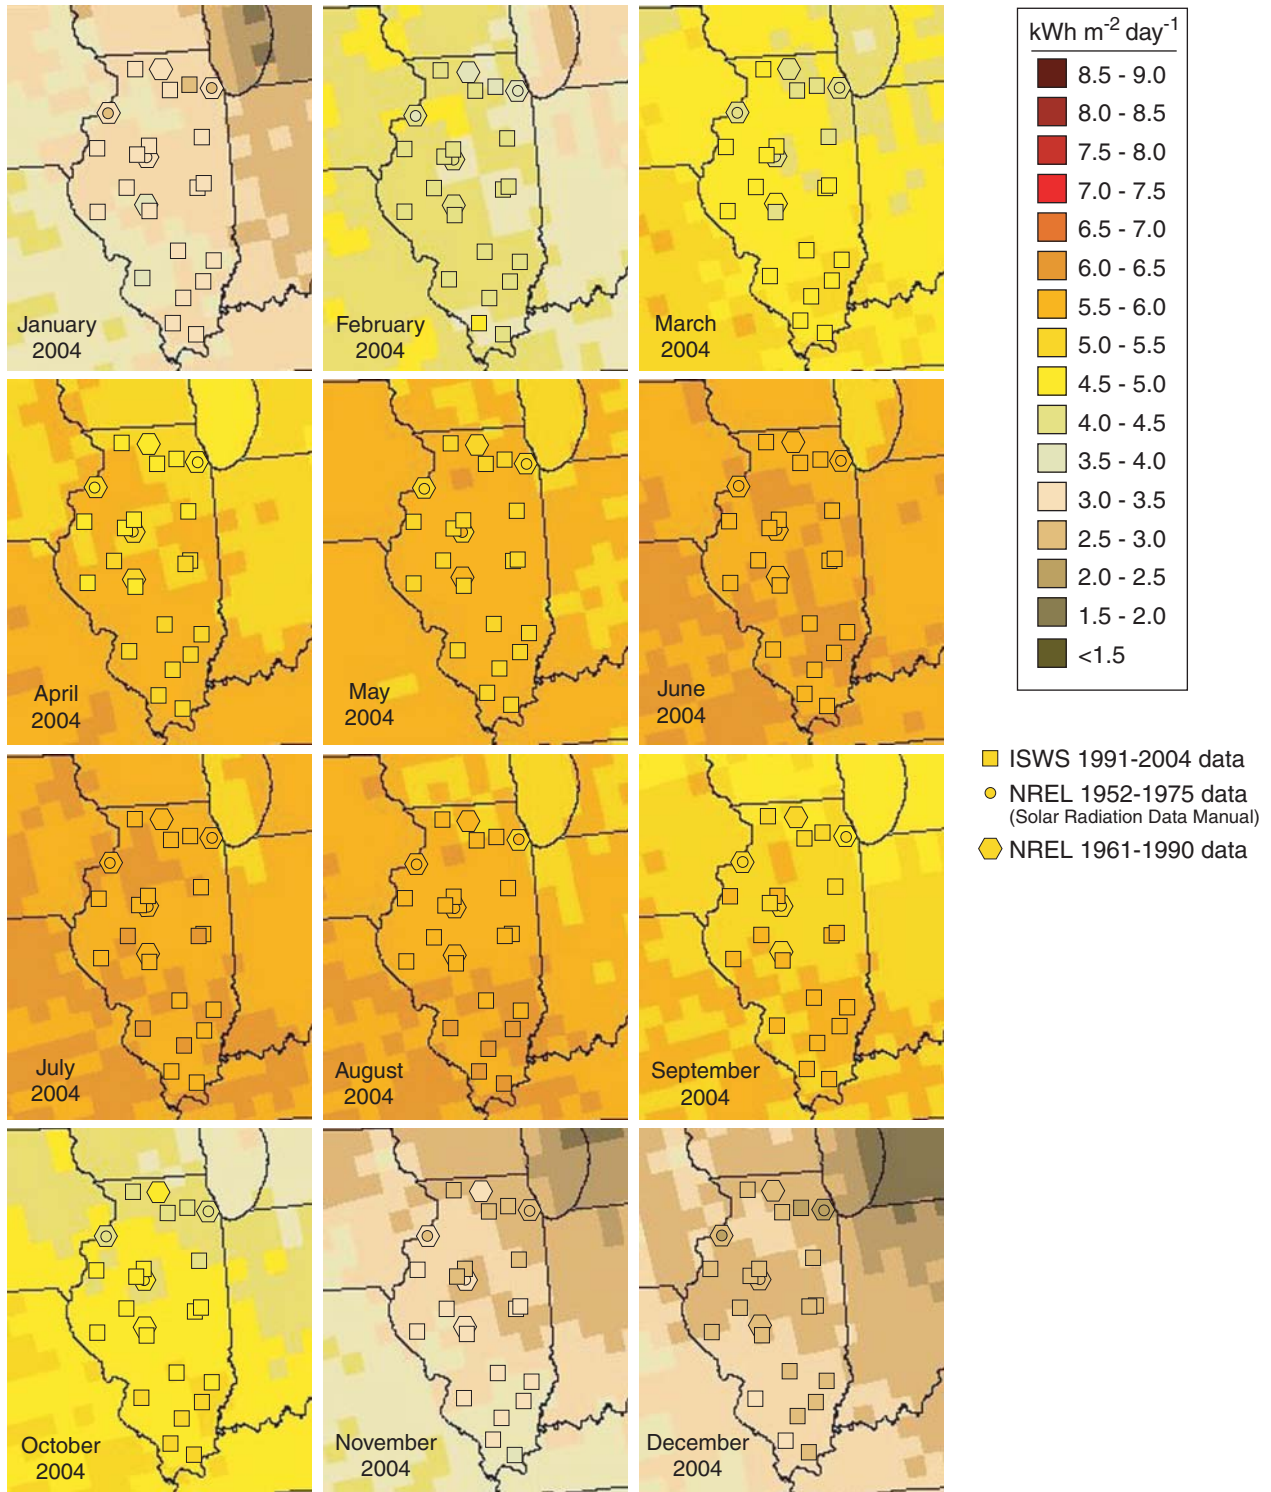 January
2004
February
2004
March
2004
April
2004
May
2004
June
2004
July
2004
August
2004
September
2004
October
2004
November
2004
December
2004
kWh m-2 day-1
8.5 - 9.0
8.0 - 8.5
7.5 - 8.0
7.0 - 7.5
6.5 - 7.0
6.0 - 6.5
5.5 - 6.0
5.0 - 5.5
4.5 - 5.0
4.0 - 4.5
3.5 - 4.0
3.0 - 3.5
2.5 - 3.0
2.0 - 2.5
1.5 - 2.0
<1.5
ISWS 1991-2004 data
NREL 1952-1975 data
(Solar Radiation Data Manual)
NREL 1961-1990 data